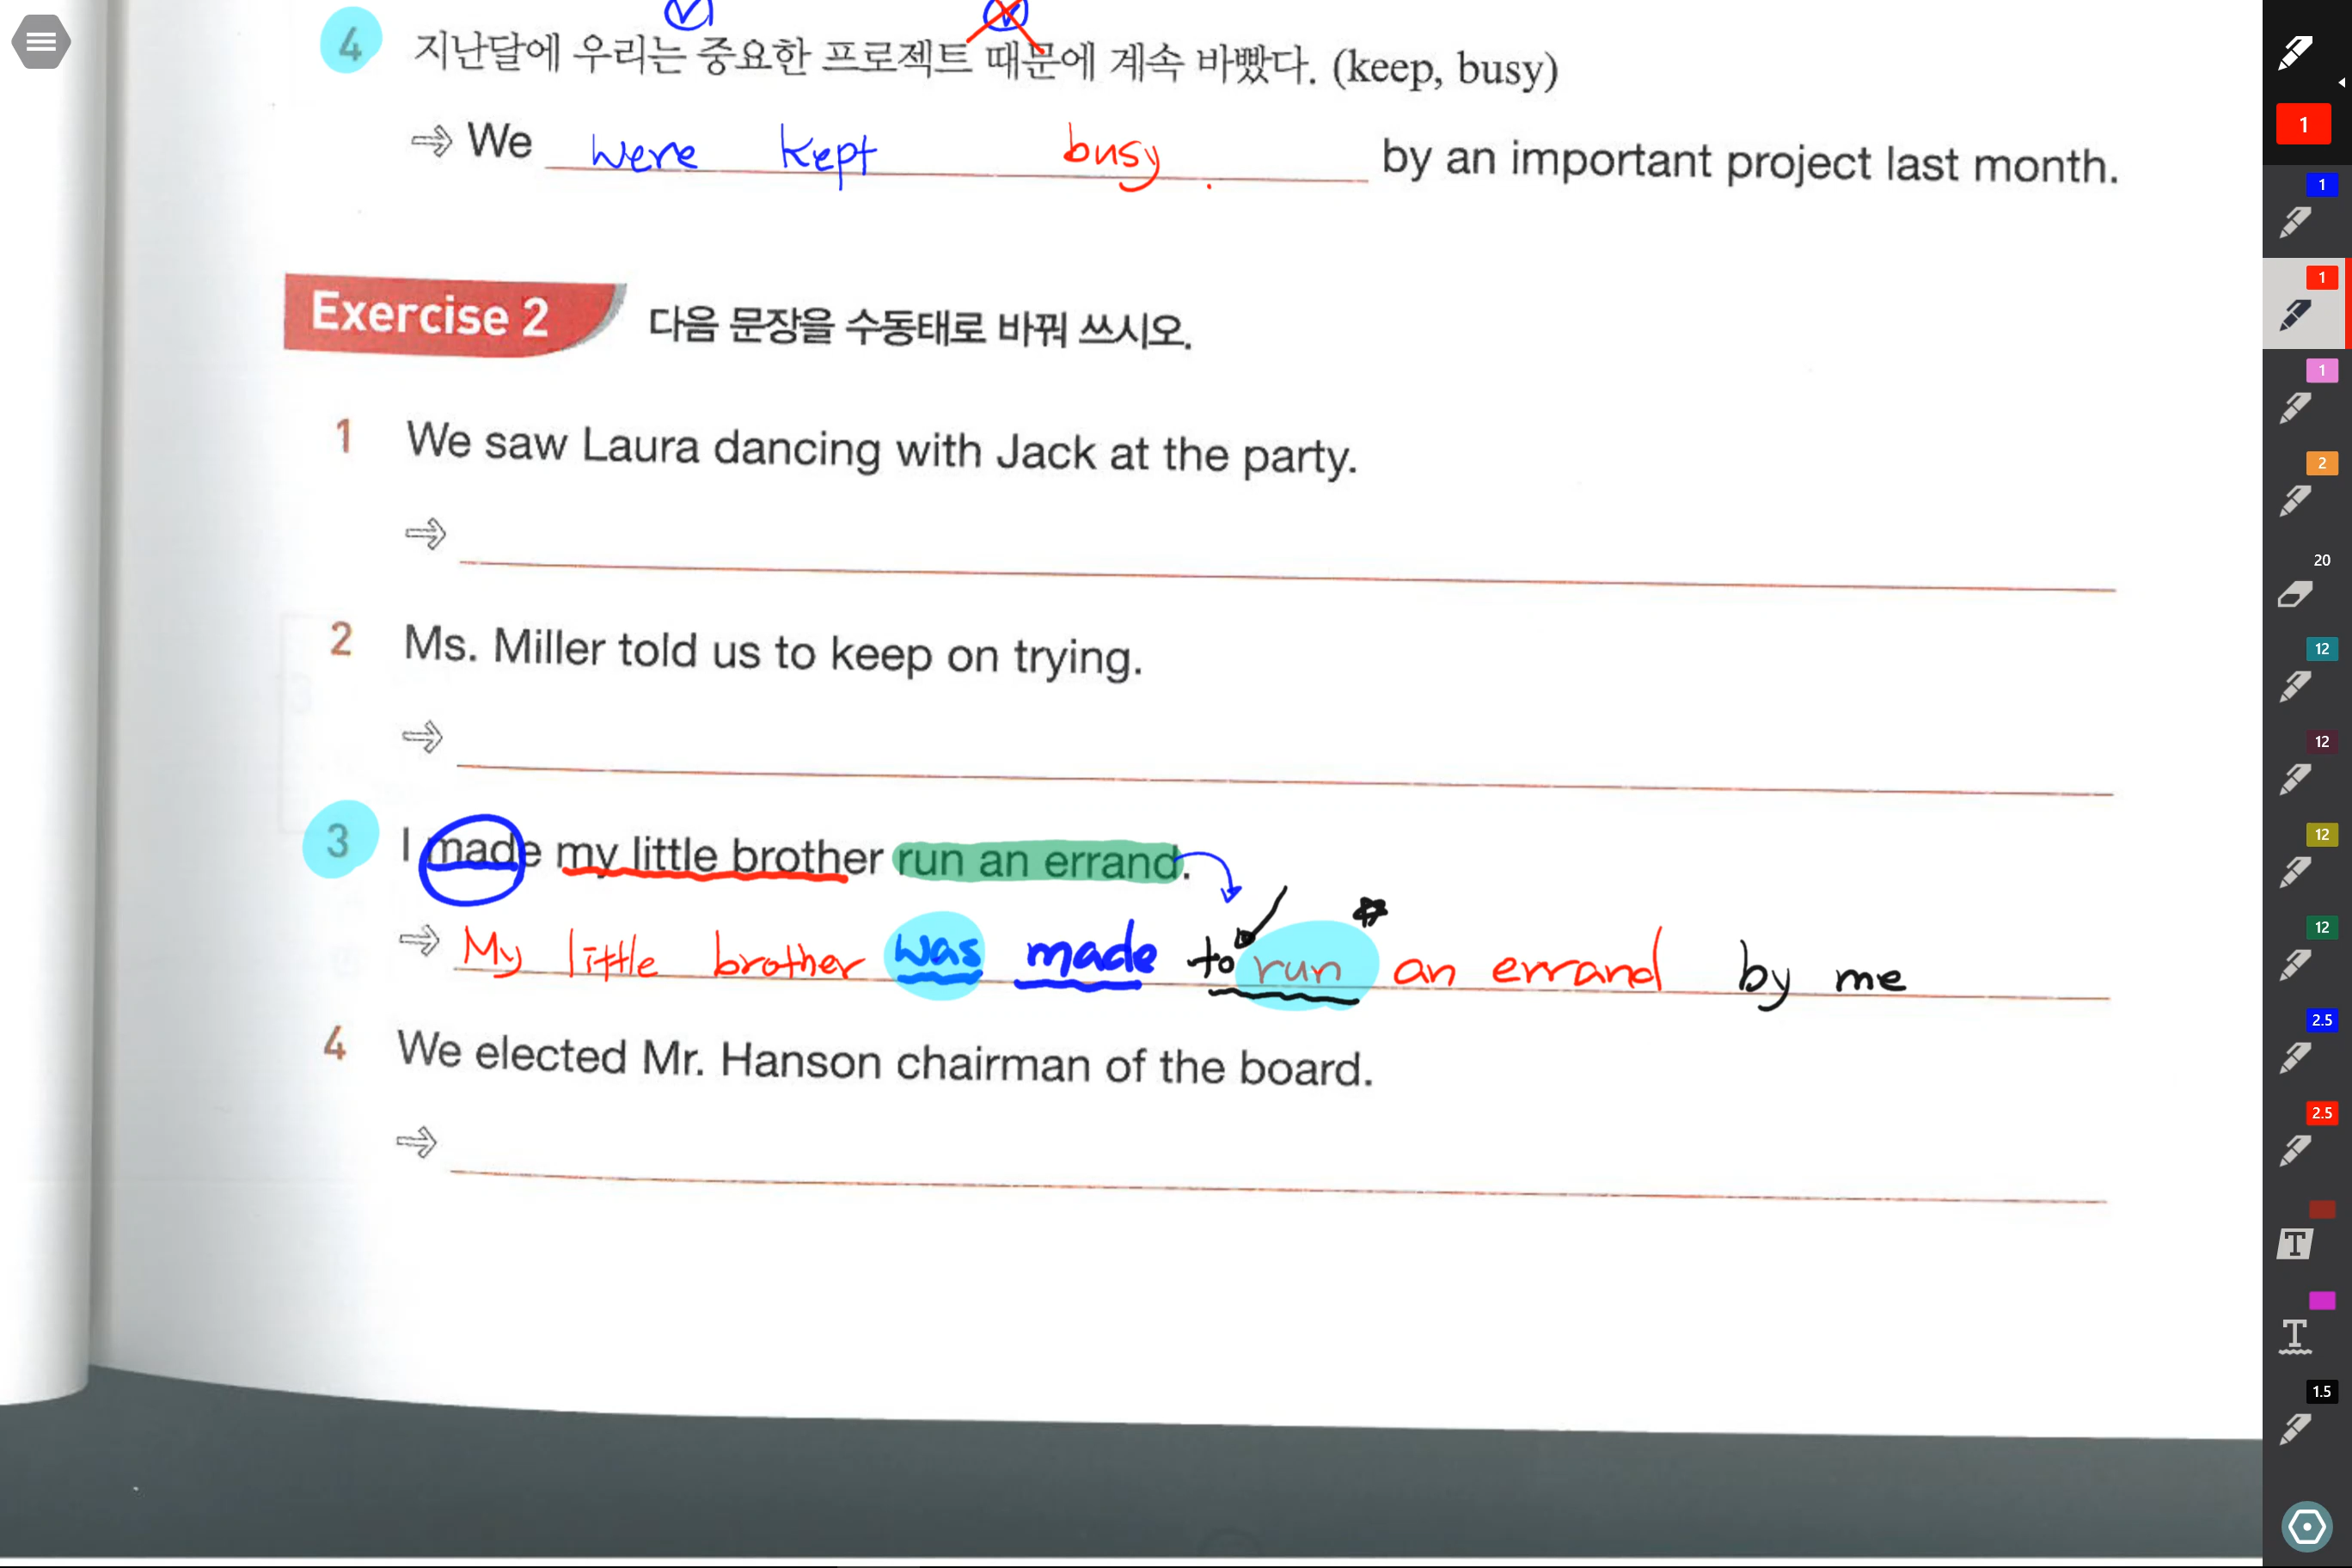 4 지난달에 우리는 중요한 프로젝트 때문에 계속 바빴다. (keep, busy)
⇨ We were kept busy by an important project last month.
Exercise 2 다음 문장을 수동태로 바꿔 쓰시오.
1 We saw Laura dancing with Jack at the party.
⇨
2 Ms. Miller told us to keep on trying.
⇨
3 I made my little brother run an errand.
⇨ My little brother was made to run an errand by me
4 We elected Mr. Hanson chairman of the board.
⇨
1
1
1
1
2
20
12
12
12
12
2.5
2.5
T
T
1.5